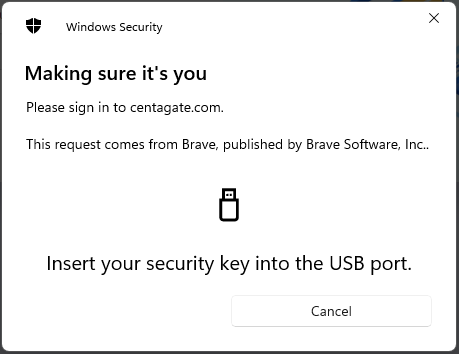 Windows Security
Making sure it's you
Please sign in to centagate.com.
This request comes from Brave, published by Brave Software, Inc..
Insert your security key into the USB port.
Cancel